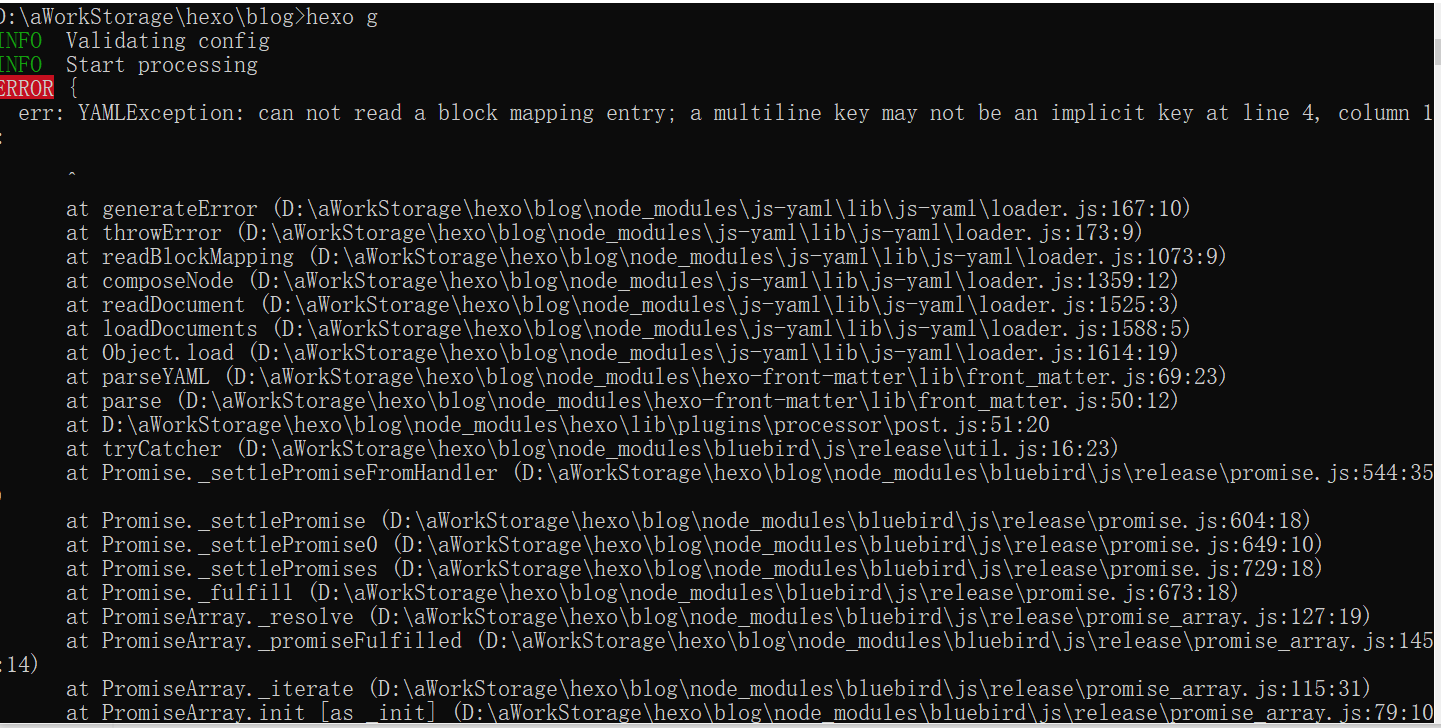 D:\aWorkStorage\hexo\blog>hexo g
INFO  Validating config
INFO  Start processing
ERROR {
err: YAMLException: can not read a block mapping entry; a multiline key may not be an implicit key at line 4, column 1
:
^
at generateError (D:\aWorkStorage\hexo\blog\node_modules\js-yaml\lib\js-yaml\loader.js:167:10)
at throwError (D:\aWorkStorage\hexo\blog\node_modules\js-yaml\lib\js-yaml\loader.js:173:9)
at readBlockMapping (D:\aWorkStorage\hexo\blog\node_modules\js-yaml\lib\js-yaml\loader.js:1073:9)
at composeNode (D:\aWorkStorage\hexo\blog\node_modules\js-yaml\lib\js-yaml\loader.js:1359:12)
at readDocument (D:\aWorkStorage\hexo\blog\node_modules\js-yaml\lib\js-yaml\loader.js:1525:3)
at loadDocuments (D:\aWorkStorage\hexo\blog\node_modules\js-yaml\lib\js-yaml\loader.js:1588:5)
at Object.load (D:\aWorkStorage\hexo\blog\node_modules\js-yaml\lib\js-yaml\loader.js:1614:19)
at parseYAML (D:\aWorkStorage\hexo\blog\node_modules\hexo-front-matter\lib\front_matter.js:69:23)
at parse (D:\aWorkStorage\hexo\blog\node_modules\hexo-front-matter\lib\front_matter.js:50:12)
at D:\aWorkStorage\hexo\blog\node_modules\hexo\lib\plugins\processor\post.js:51:20
at tryCatcher (D:\aWorkStorage\hexo\blog\node_modules\bluebird\js\release\util.js:16:23)
at Promise._settlePromiseFromHandler (D:\aWorkStorage\hexo\blog\node_modules\bluebird\js\release\promise.js:544:35
)
at Promise._settlePromise (D:\aWorkStorage\hexo\blog\node_modules\bluebird\js\release\promise.js:604:18)
at Promise._settlePromise0 (D:\aWorkStorage\hexo\blog\node_modules\bluebird\js\release\promise.js:649:10)
at Promise._settlePromises (D:\aWorkStorage\hexo\blog\node_modules\bluebird\js\release\promise.js:729:18)
at Promise._fulfill (D:\aWorkStorage\hexo\blog\node_modules\bluebird\js\release\promise.js:673:18)
at PromiseArray._resolve (D:\aWorkStorage\hexo\blog\node_modules\bluebird\js\release\promise_array.js:127:19)
at PromiseArray._promiseFulfilled (D:\aWorkStorage\hexo\blog\node_modules\bluebird\js\release\promise_array.js:145
:14)
at PromiseArray._iterate (D:\aWorkStorage\hexo\blog\node_modules\bluebird\js\release\promise_array.js:115:31)
at PromiseArray.init [as _init] (D:\aWorkStorage\hexo\blog\node_modules\bluebird\js\release\promise_array.js:79:10